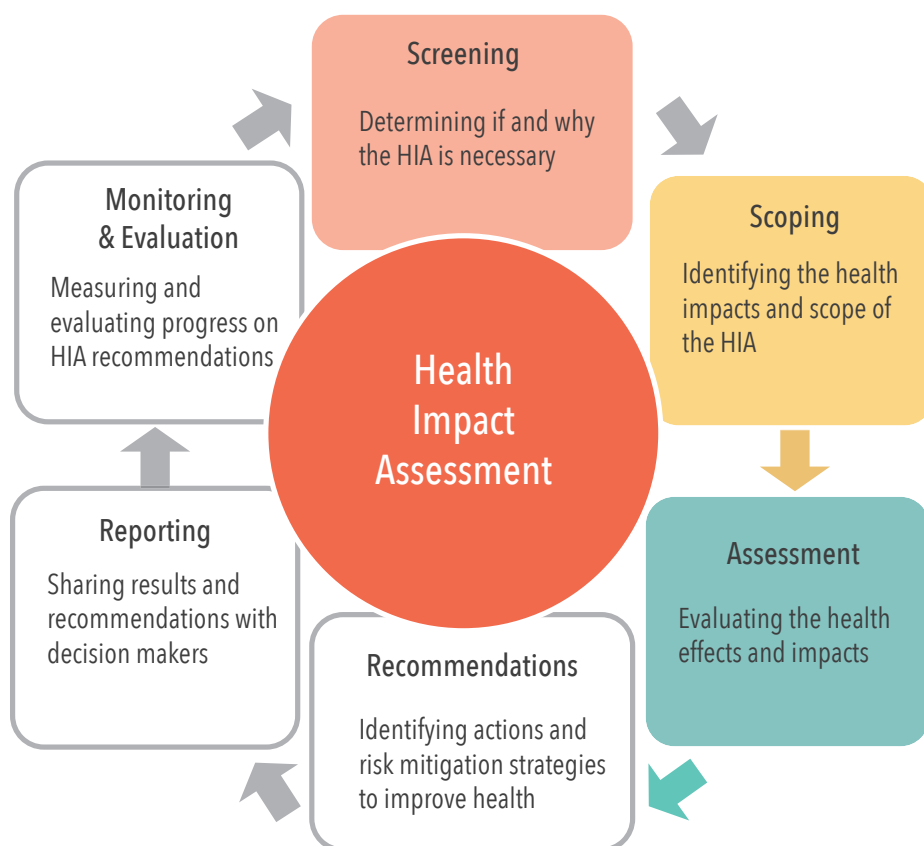 Screening
Determining if and why
the HIA is necessary
Scoping
Identifying the health
impacts and scope of
the HIA
Assessment
Evaluating the health
effects and impacts
Recommendations
Identifying actions and
risk mitigation strategies
to improve health
Reporting
Sharing results and
recommendations with
decision makers
Monitoring
& Evaluation
Measuring and
evaluating progress on
HIA recommendations
Health
Impact
Assessment